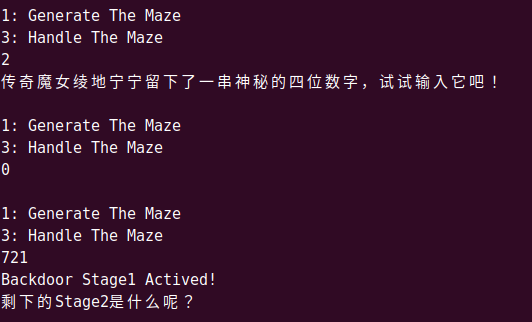 1: Generate The Maze
3: Handle The Maze
2
传奇魔女绫地宁宁留下了一串神秘的四位数字，试试输入它吧！
1: Generate The Maze
3: Handle The Maze
0
1: Generate The Maze
3: Handle The Maze
721
Backdoor Stage1 Actived!
剩下的Stage2是什么呢？